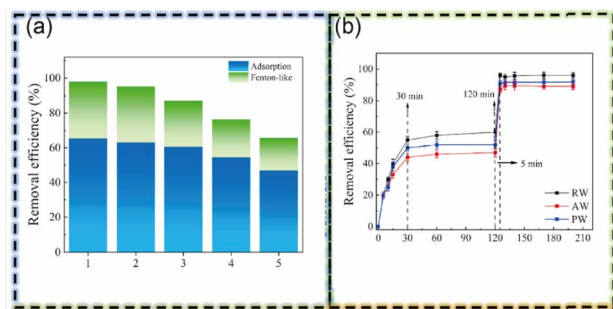 (a)
Adsorption
Fenton-like
Removal efficiency (%)
100
80
60
40
20
0
1 2 3 4 5
(b)
30 min
120 min
5 min
RW
AW
PW
Removal efficiency (%)
100
80
60
40
20
0
0 30 60 90 120 150 180 210